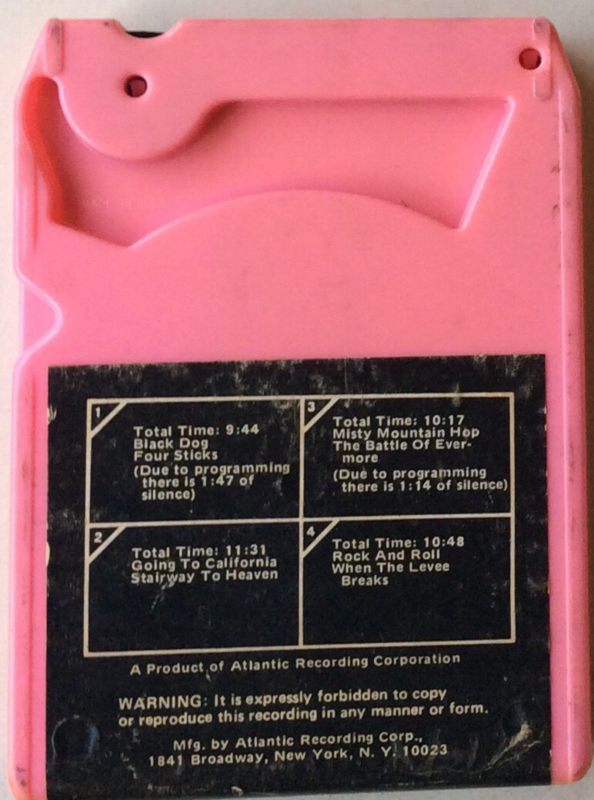 1
Total Time: 9:44
Black Dog
Four Sticks
(Due to programming
there is 1:47 of
silence)
3
Total Time: 10:17
Misty Mountain Hop
The Battle Of Ever-
more
(Due to programming
there is 1:14 of silence)
2
Total Time: 11:31
Going To California
Stairway To Heaven
4
Total Time: 10:48
Rock And Roll
When The Levee
Breaks
A Product of Atlantic Recording Corporation
WARNING: It is expressly forbidden to copy
or reproduce this recording in any manner or form.
Mfg. by Atlantic Recording Corp.,
1841 Broadway, New York, N. Y. 10023